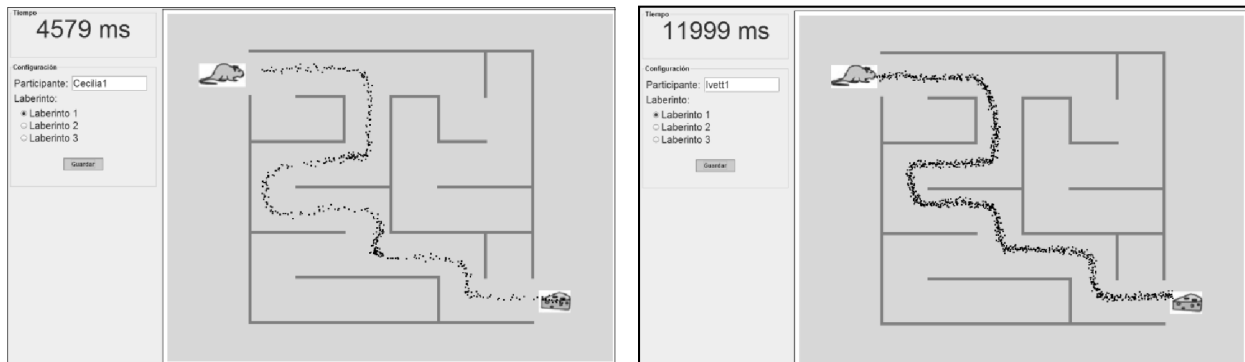 Tiempo
4579 ms
Configuración
Participante: Cecilia1
Laberinto:
Laberinto 1
Laberinto 2
Laberinto 3
Guardar
Tiempo
11999 ms
Configuración
Participante: Ivett1
Laberinto:
Laberinto 1
Laberinto 2
Laberinto 3
Guardar